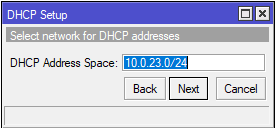 DHCP Setup
Select network for DHCP addresses
DHCP Address Space: 10.0.23.0/24
Back Next Cancel